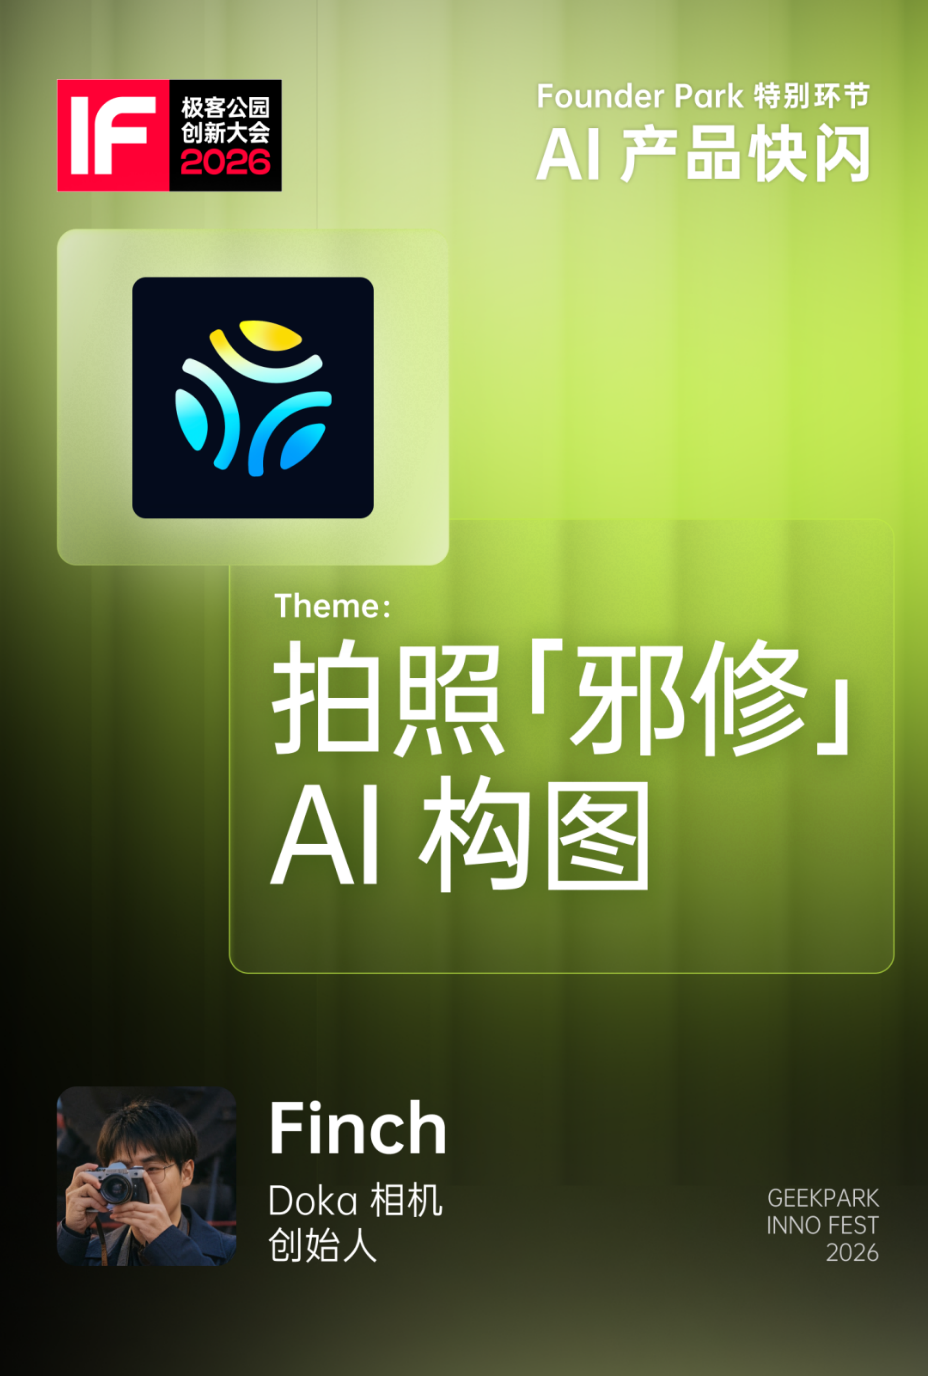 IF
极客公园
创新大会
2026
Founder Park 特别环节
AI 产品快闪
Theme:
拍照「邪修」
AI 构图
Finch
Doka 相机
创始人
GEEKPARK
INNO FEST
2026